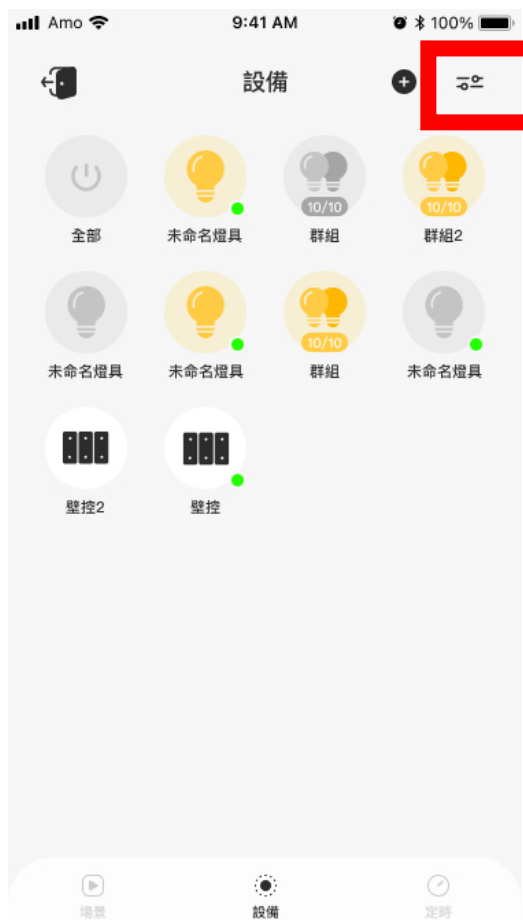 Amo 9:41 AM 100%
設備
10/10 10/10
全部 未命名燈具 群組 群組2
10/10
未命名燈具 未命名燈具 群組 未命名燈具
壁控2 壁控
場景 設備 定時